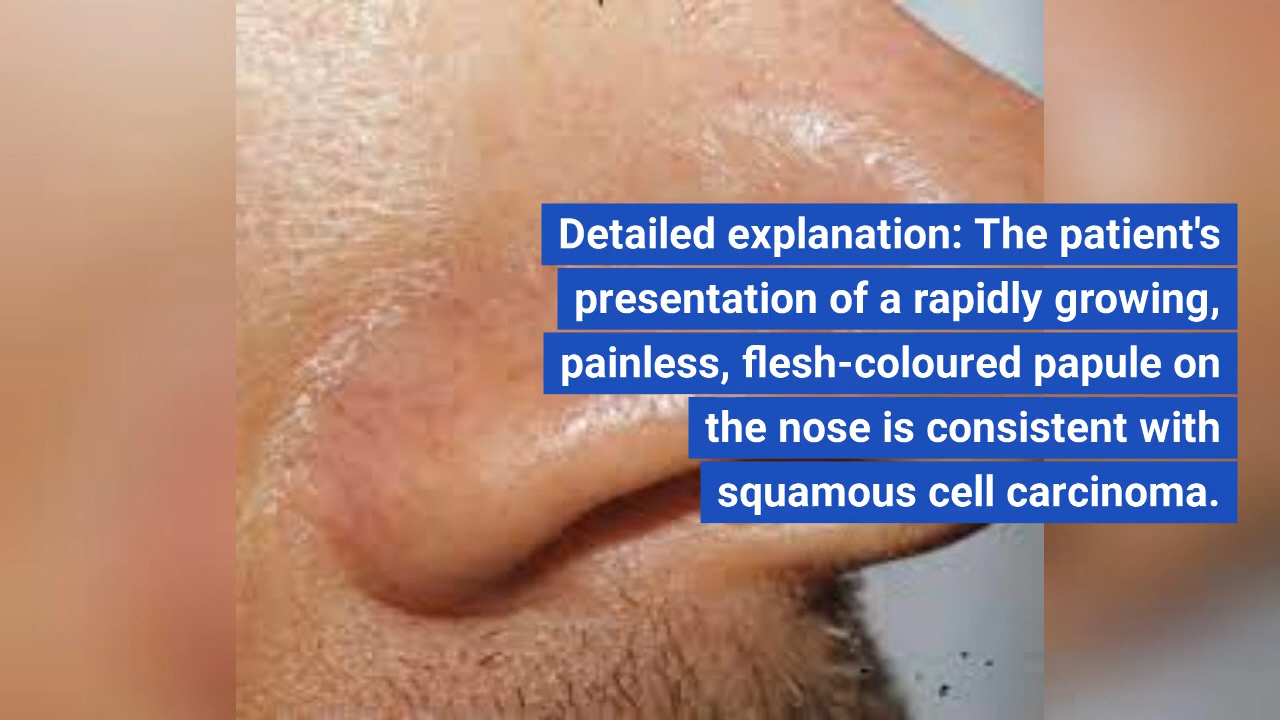 Detailed explanation: The patient's
presentation of a rapidly growing,
painless, flesh-coloured papule on
the nose is consistent with
squamous cell carcinoma.